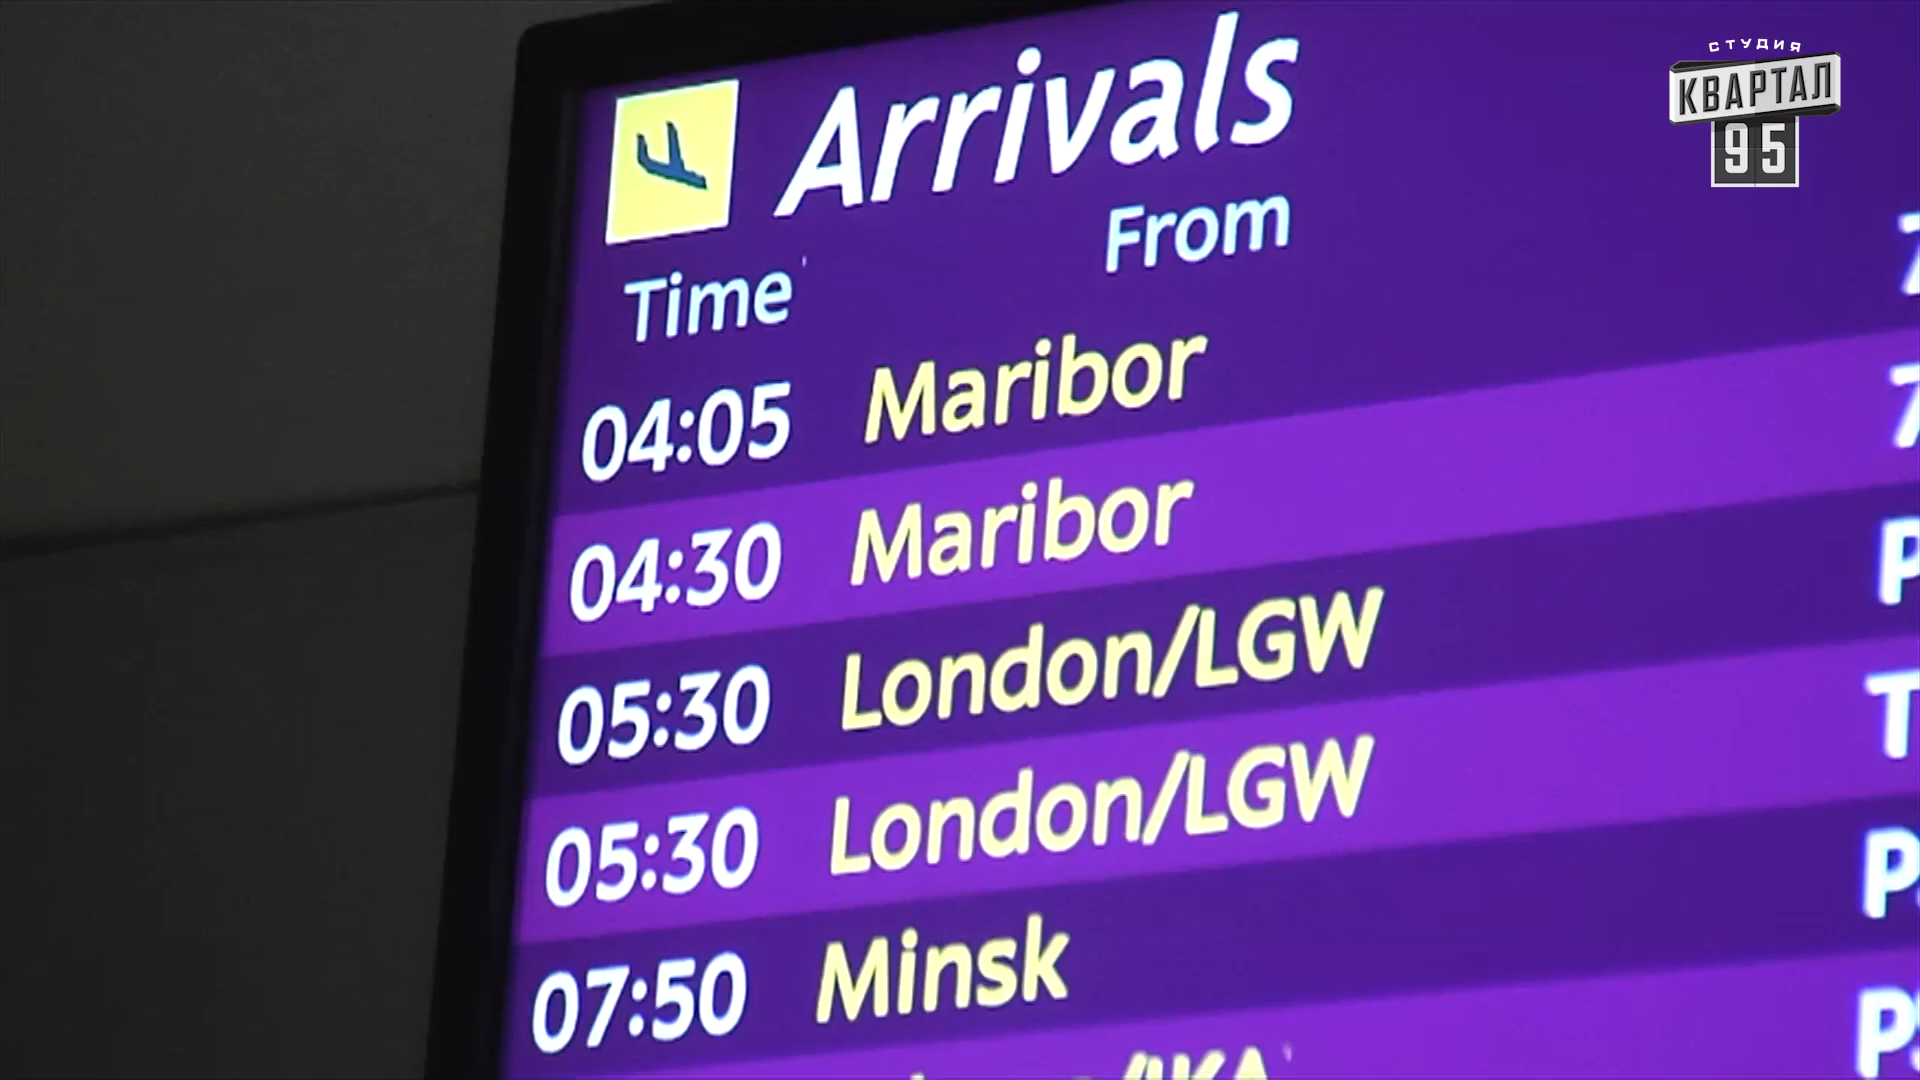 СТУДИЯ
КВАРТАЛ
95
Arrivals
Time From
04:05 Maribor
04:30 Maribor
05:30 London/LGW
05:30 London/LGW
07:50 Minsk